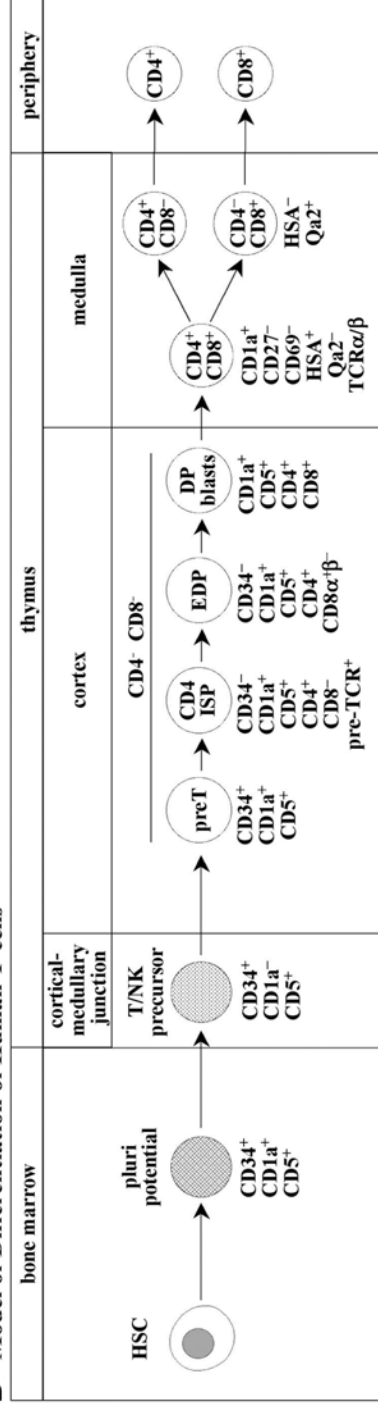 Model of Differentiation of Human T cells
bone marrow
thymus
periphery
cortical-
medullary
junction
cortex
medulla
HSC
pluri
potential
CD34⁺
CD1a⁺
CD5⁺
T/NK
precursor
CD34⁺
CD1a⁻
CD5⁺
CD4⁻ CD8⁻
preT
CD34⁺
CD1a⁺
CD5⁺
CD4
ISP
CD34⁻
CD1a⁺
CD5⁺
CD4⁺
CD8⁻
pre-TCR⁺
EDP
CD34⁻
CD1a⁺
CD5⁺
CD4⁺
CD8α⁺β⁻
DP
blasts
CD1a⁺
CD5⁺
CD4⁺
CD8⁺
CD4⁺
CD8⁺
CD1a⁺
CD27⁻
CD69⁻
HSA⁺
Qa2⁻
TCRα/β
CD4⁺
CD8⁻
CD4⁻
CD8⁺
HSA⁻
Qa2⁺
CD4⁺
CD8⁺